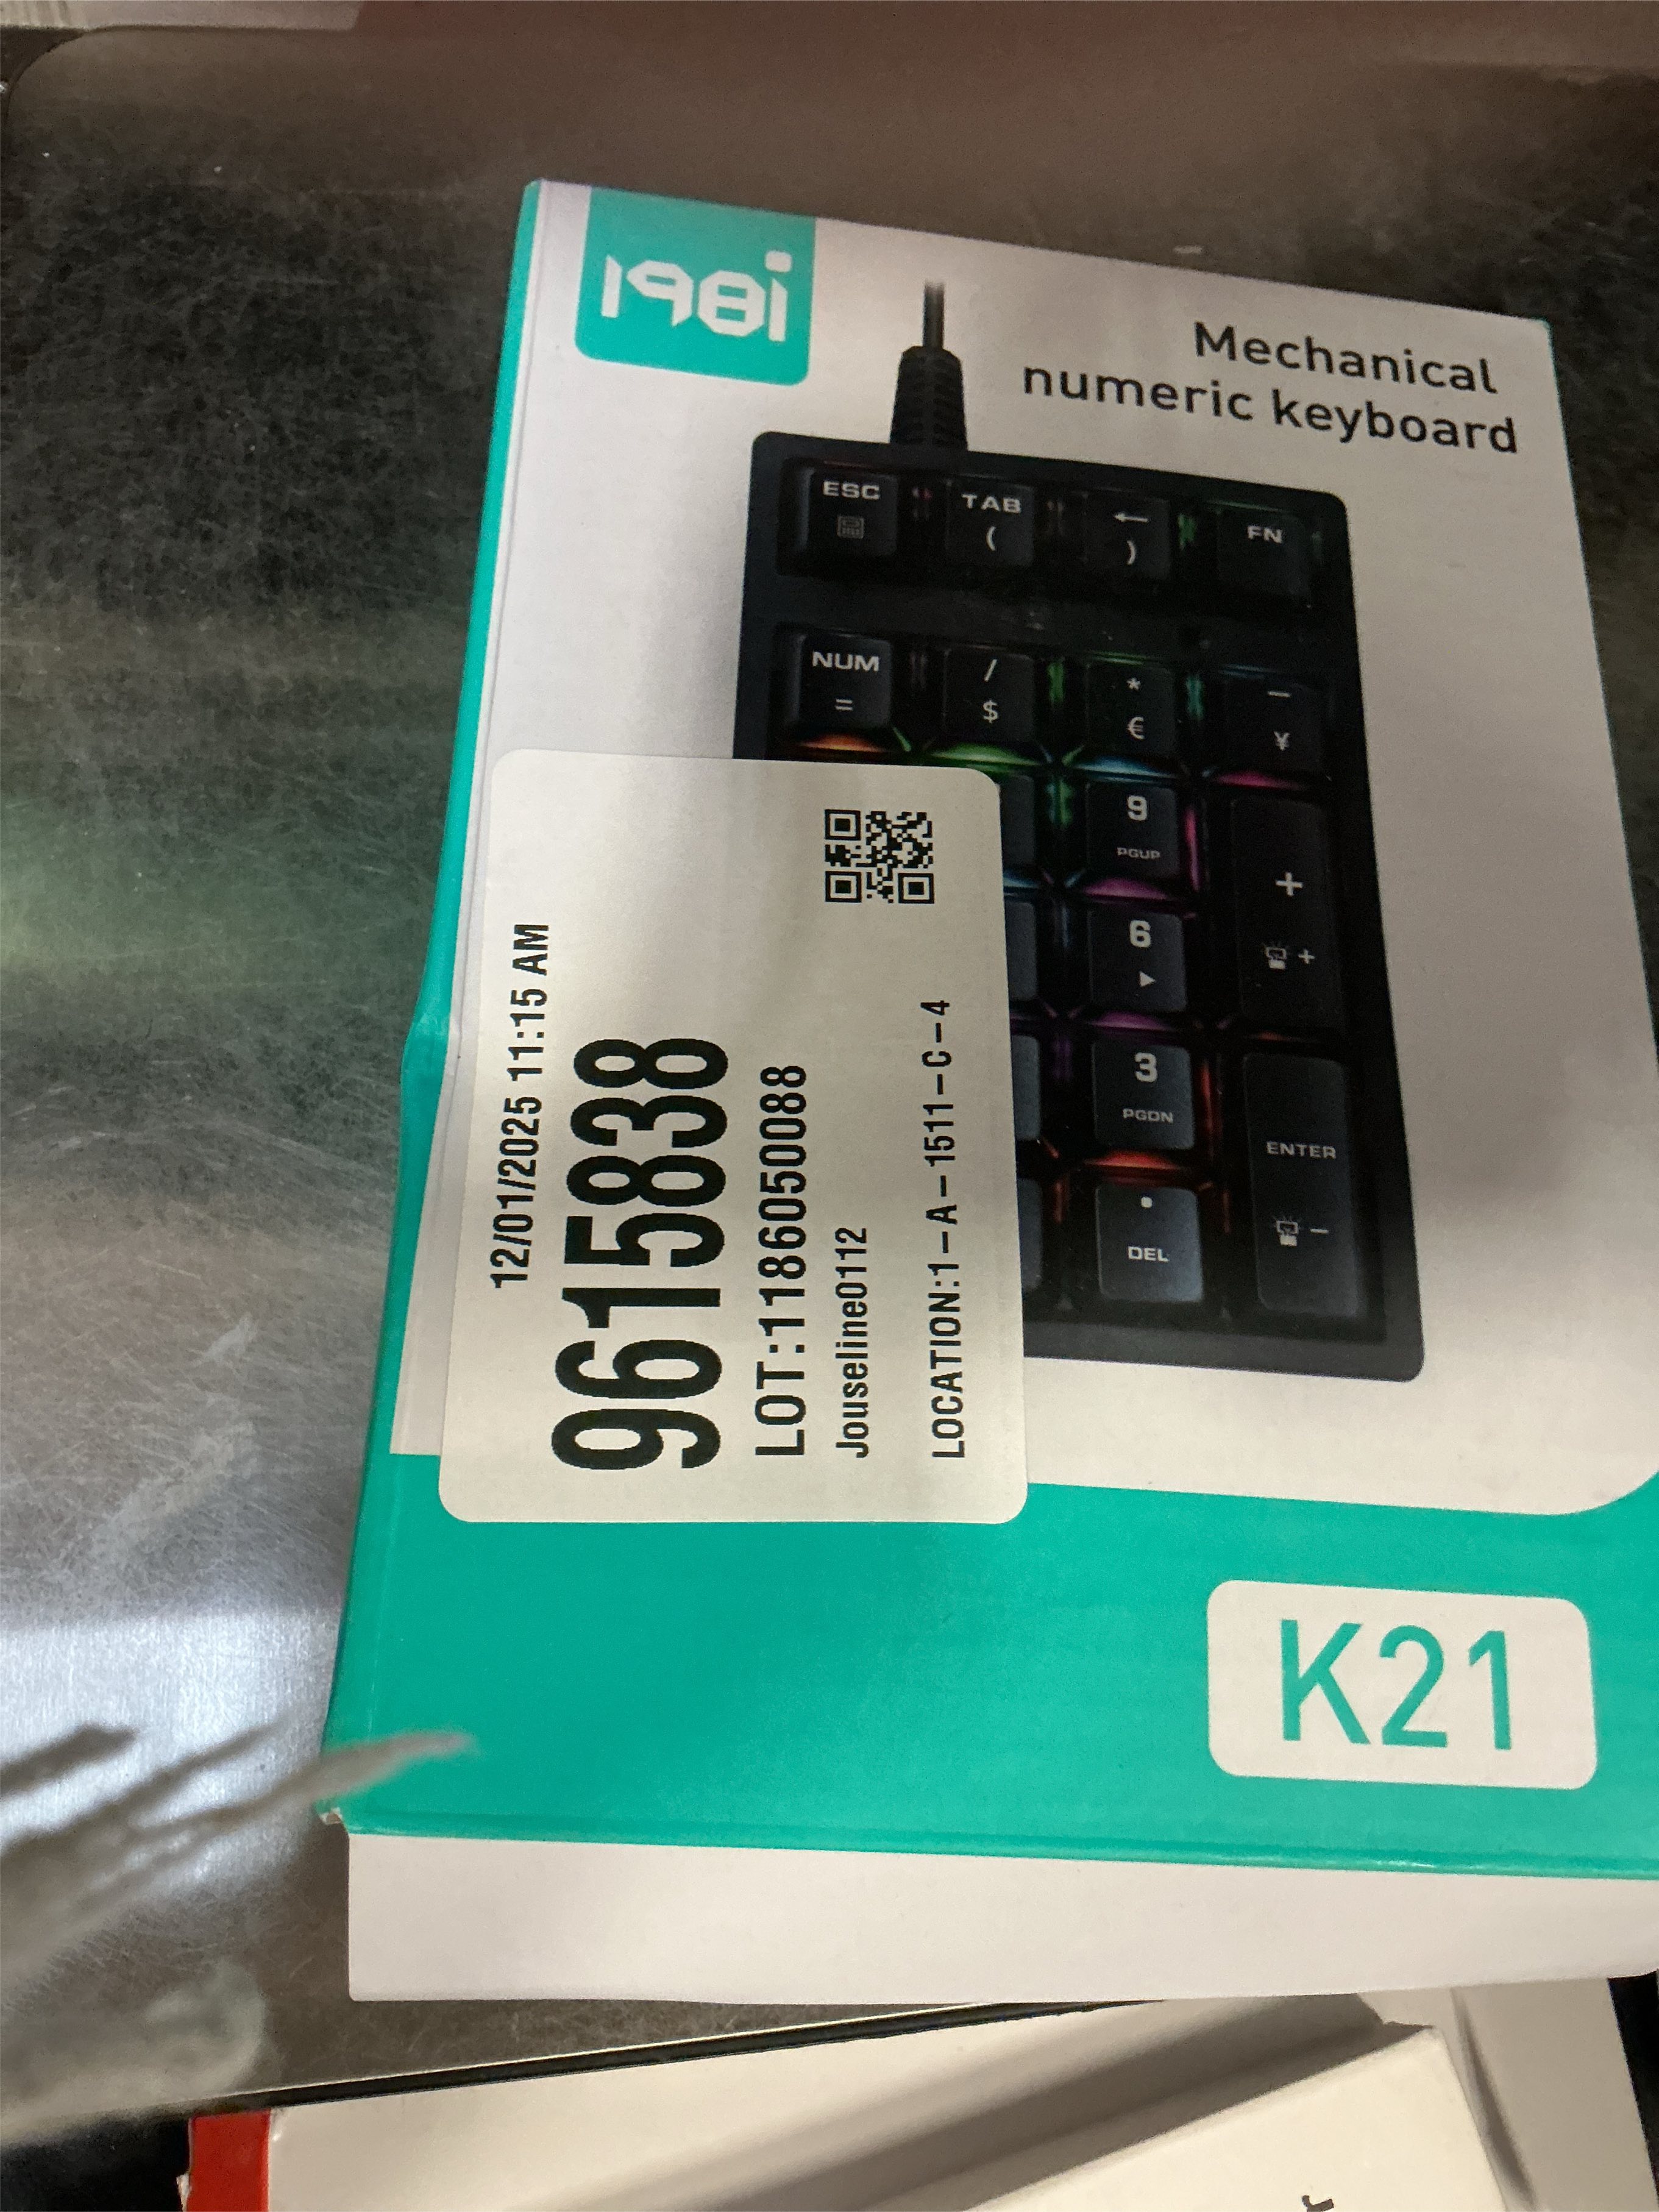 198i
Mechanical
numeric keyboard
ESC
TAB
(
←
)
FN
NUM
=
/
$
*
€
−
¥
9
PGUP
+
+
6
3
PGDN
ENTER
−
.
DEL
12/01/2025 11:15 AM
9615838
LOT:1186050088
Jouseline0112
LOCATION:1-A-1511-C-4
K21